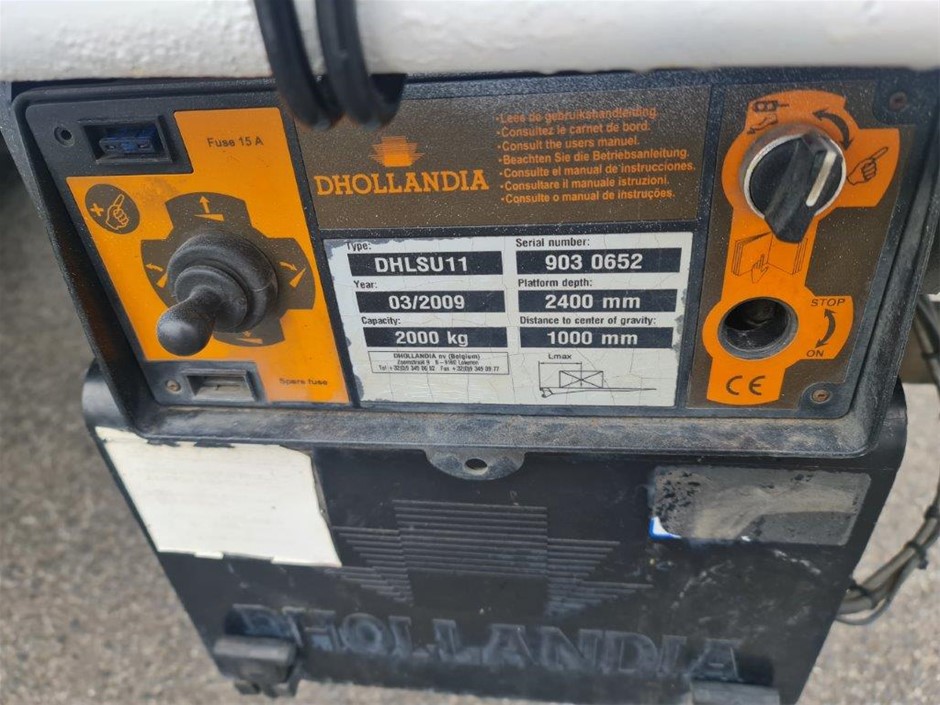 Fuse 15 A
DHOLLANDIA
• Lees de gebruikshandleiding.
• Consultez le carnet de bord.
• Consult the users manuel.
• Beachten Sie die Betriebsanleitung.
• Consulte el manual de instrucciones.
• Consultare il manuale istruzioni.
• Consulte o manual de instruções.
Type:
DHLSU11
Serial number:
903 0652
Year:
03/2009
Platform depth:
2400 mm
Capacity:
2000 kg
Distance to center of gravity:
1000 mm
DHOLLANDIA nv (Belgium)
Lmax
Spare fuse
STOP
ON
CE
DHOLLANDIA